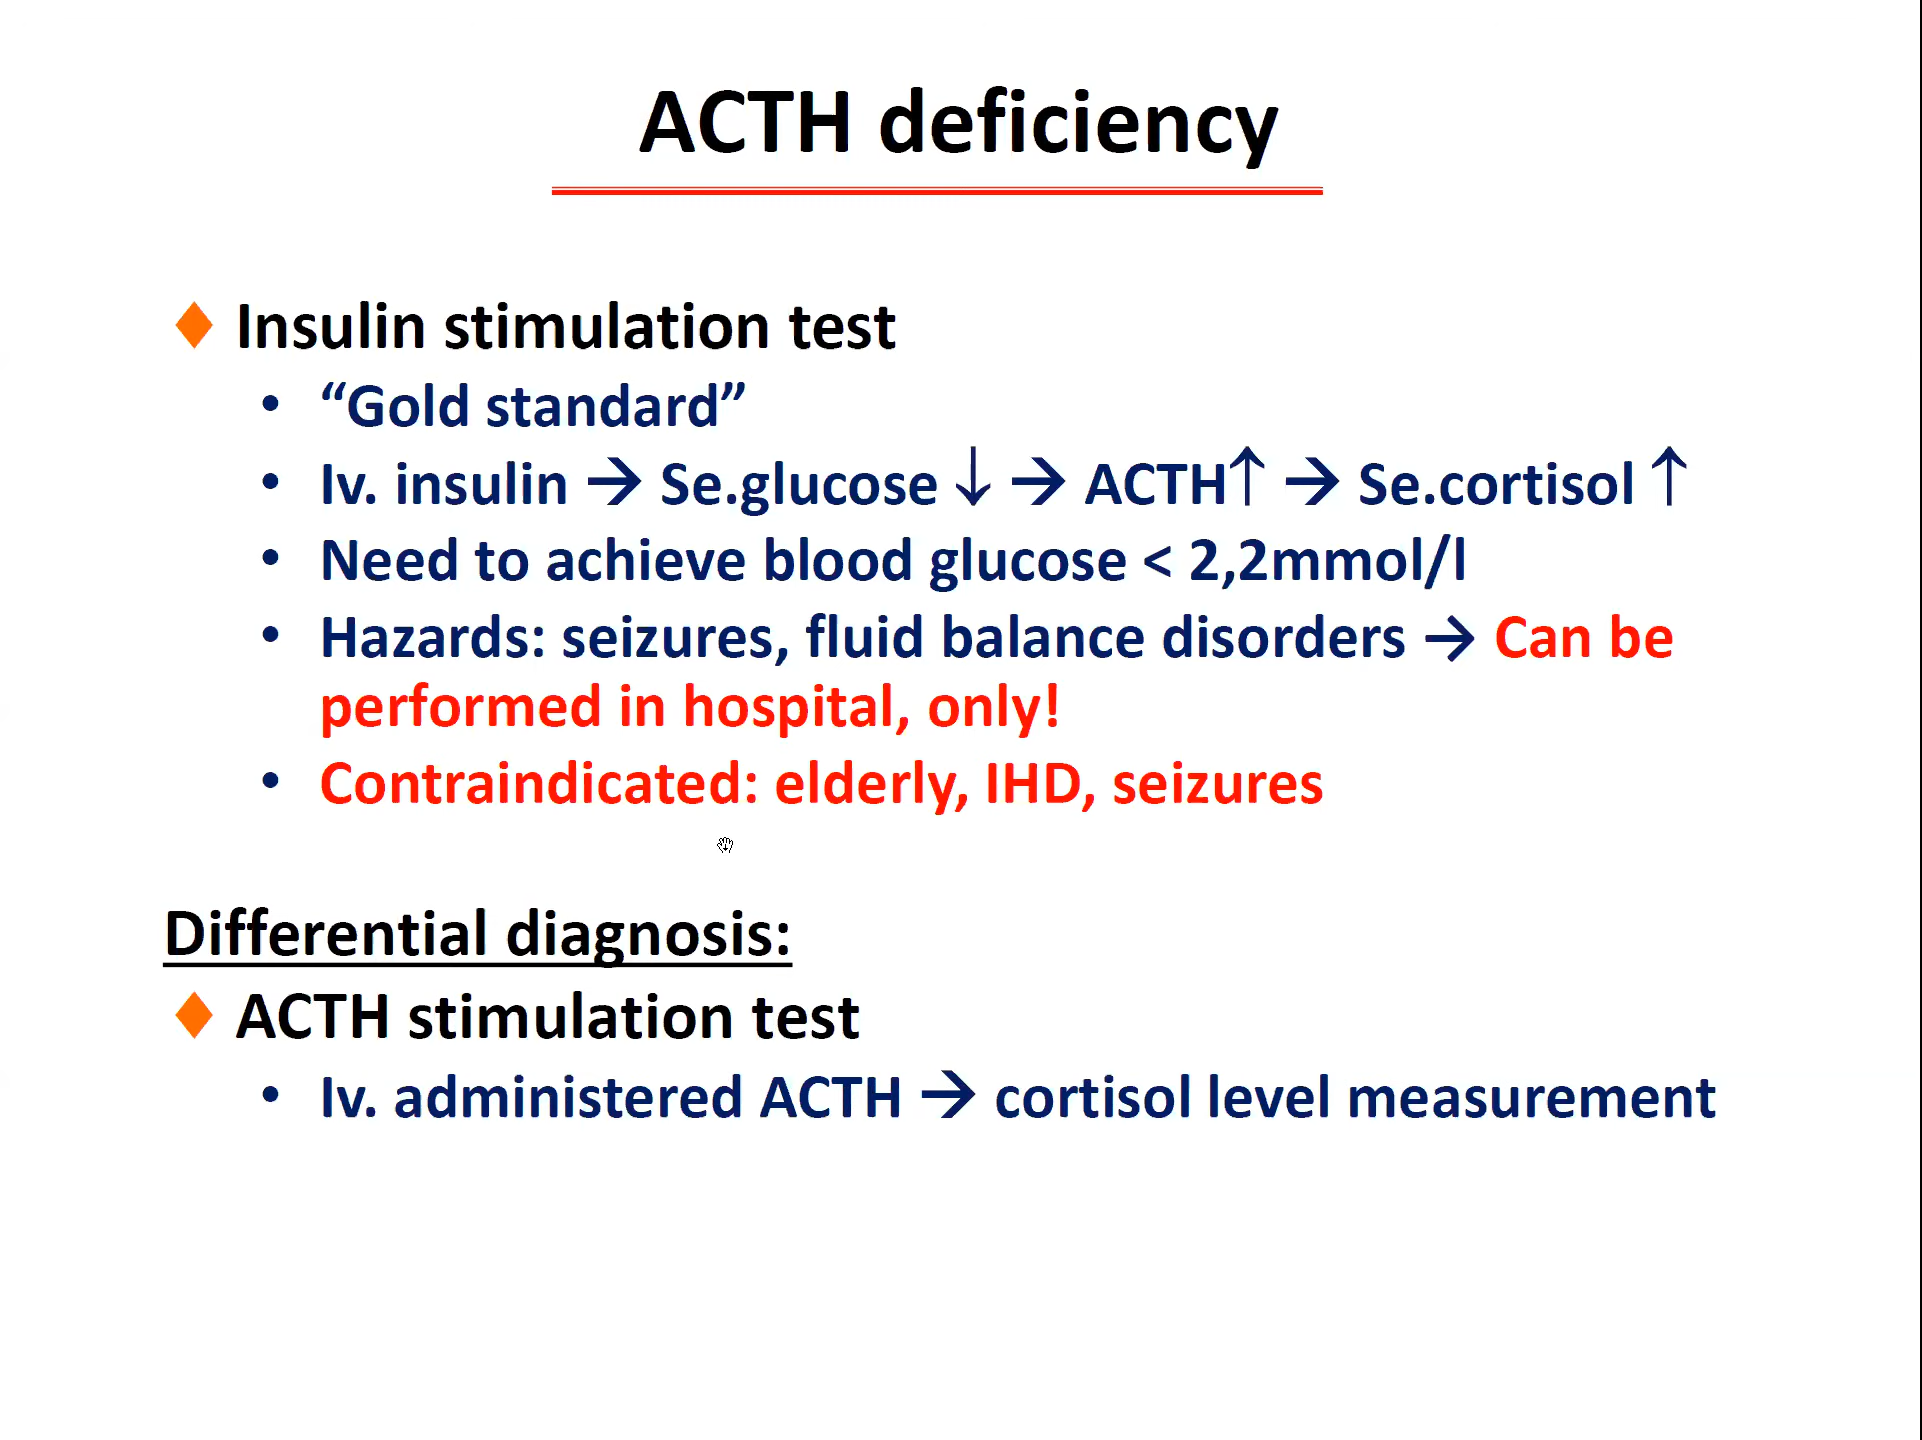 ACTH deficiency
♦ Insulin stimulation test
• “Gold standard”
• Iv. insulin → Se.glucose ↓ → ACTH↑ → Se.cortisol ↑
• Need to achieve blood glucose < 2,2mmol/l
• Hazards: seizures, fluid balance disorders → Can be
performed in hospital, only!
• Contraindicated: elderly, IHD, seizures
Differential diagnosis:
♦ ACTH stimulation test
• Iv. administered ACTH → cortisol level measurement